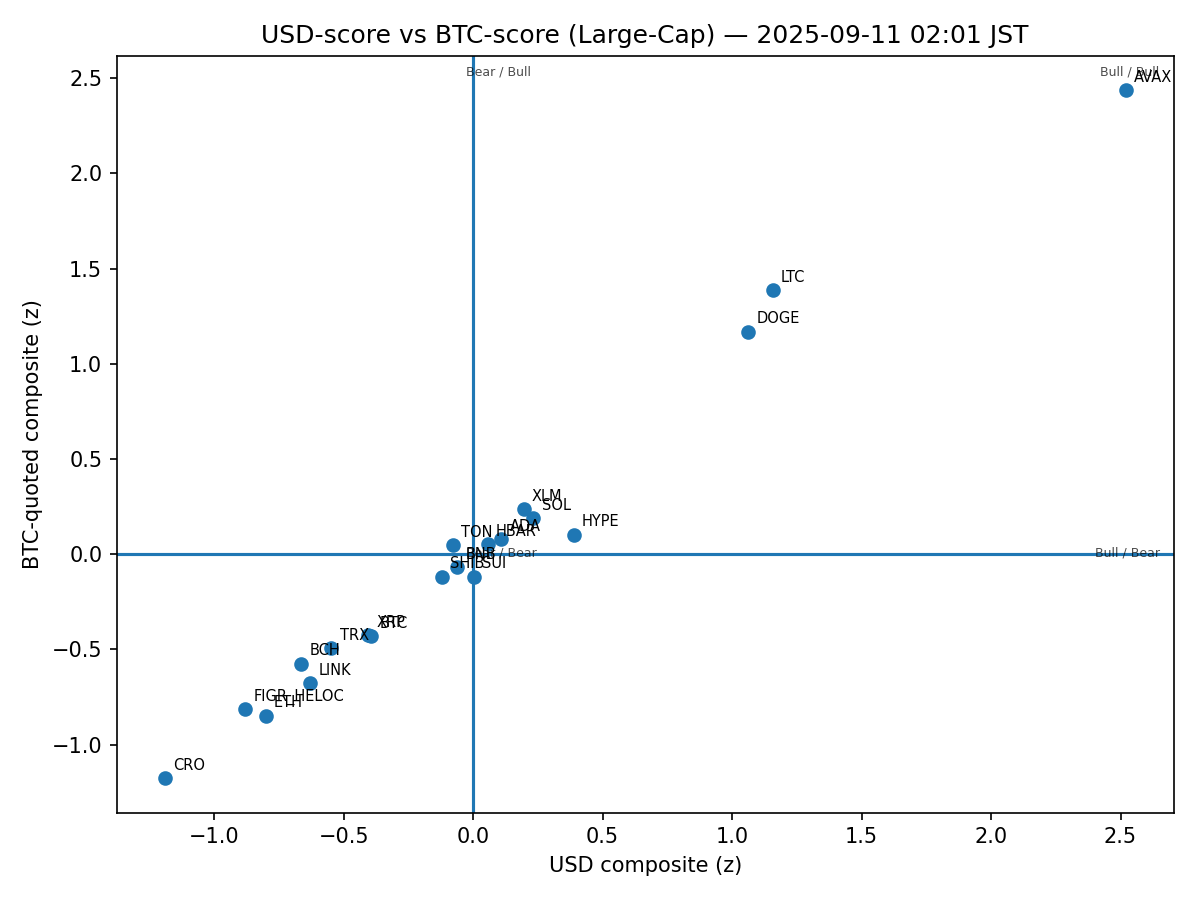 USD-score vs BTC-score (Large-Cap) — 2025-09-11 02:01 JST
BTC-quoted composite (z)
2.5
2.0
1.5
1.0
0.5
0.0
−0.5
−1.0
Bear / Bull
Bull / Bull
AVAX
LTC
DOGE
XLM
SOL
HYPE
ADA
HBAR
TON
BNB
/ Bear
Bull / Bear
SHIB
SUI
XRP
BTC
TRX
BCH
LINK
FIGR_HELOC
ETH
CRO
−1.0
−0.5
0.0
0.5
1.0
1.5
2.0
2.5
USD composite (z)